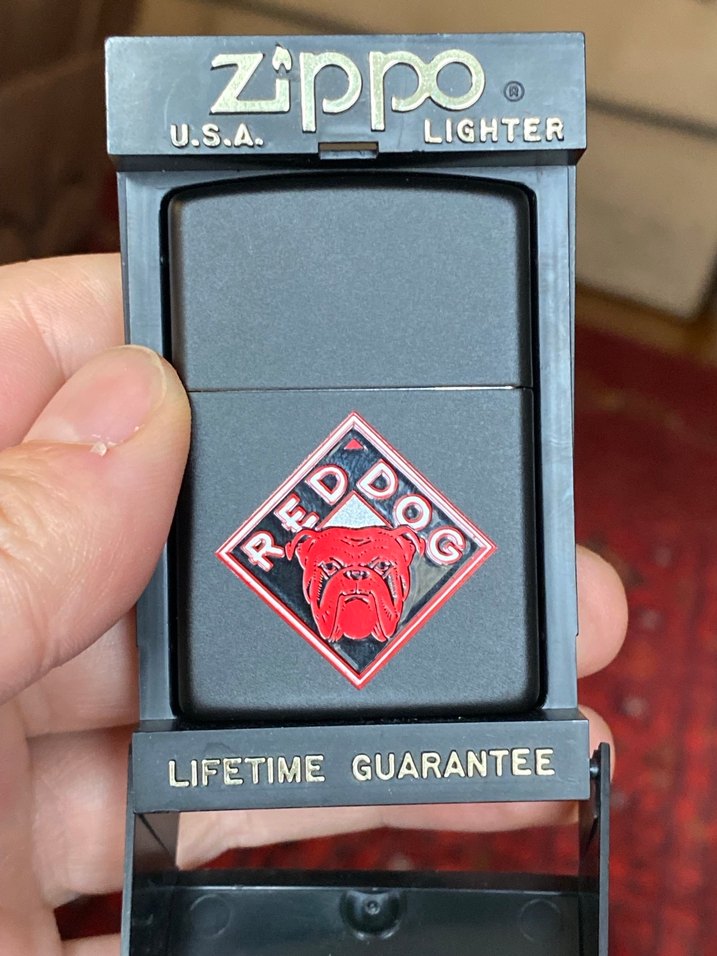 Zippo ®
U.S.A. LIGHTER
RED DOG
LIFETIME GUARANTEE